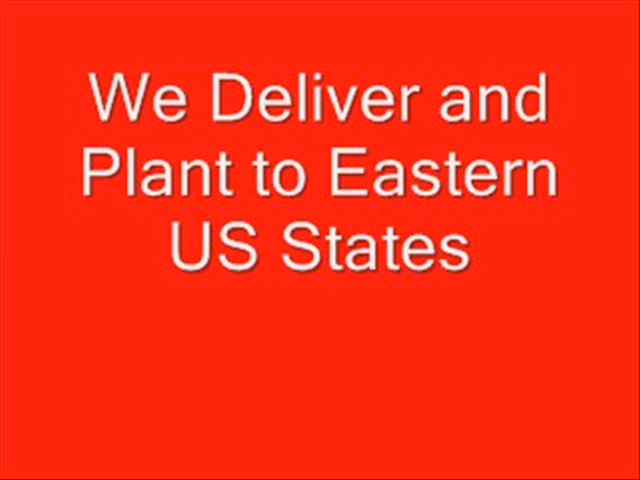 We Deliver and
Plant to Eastern
US States